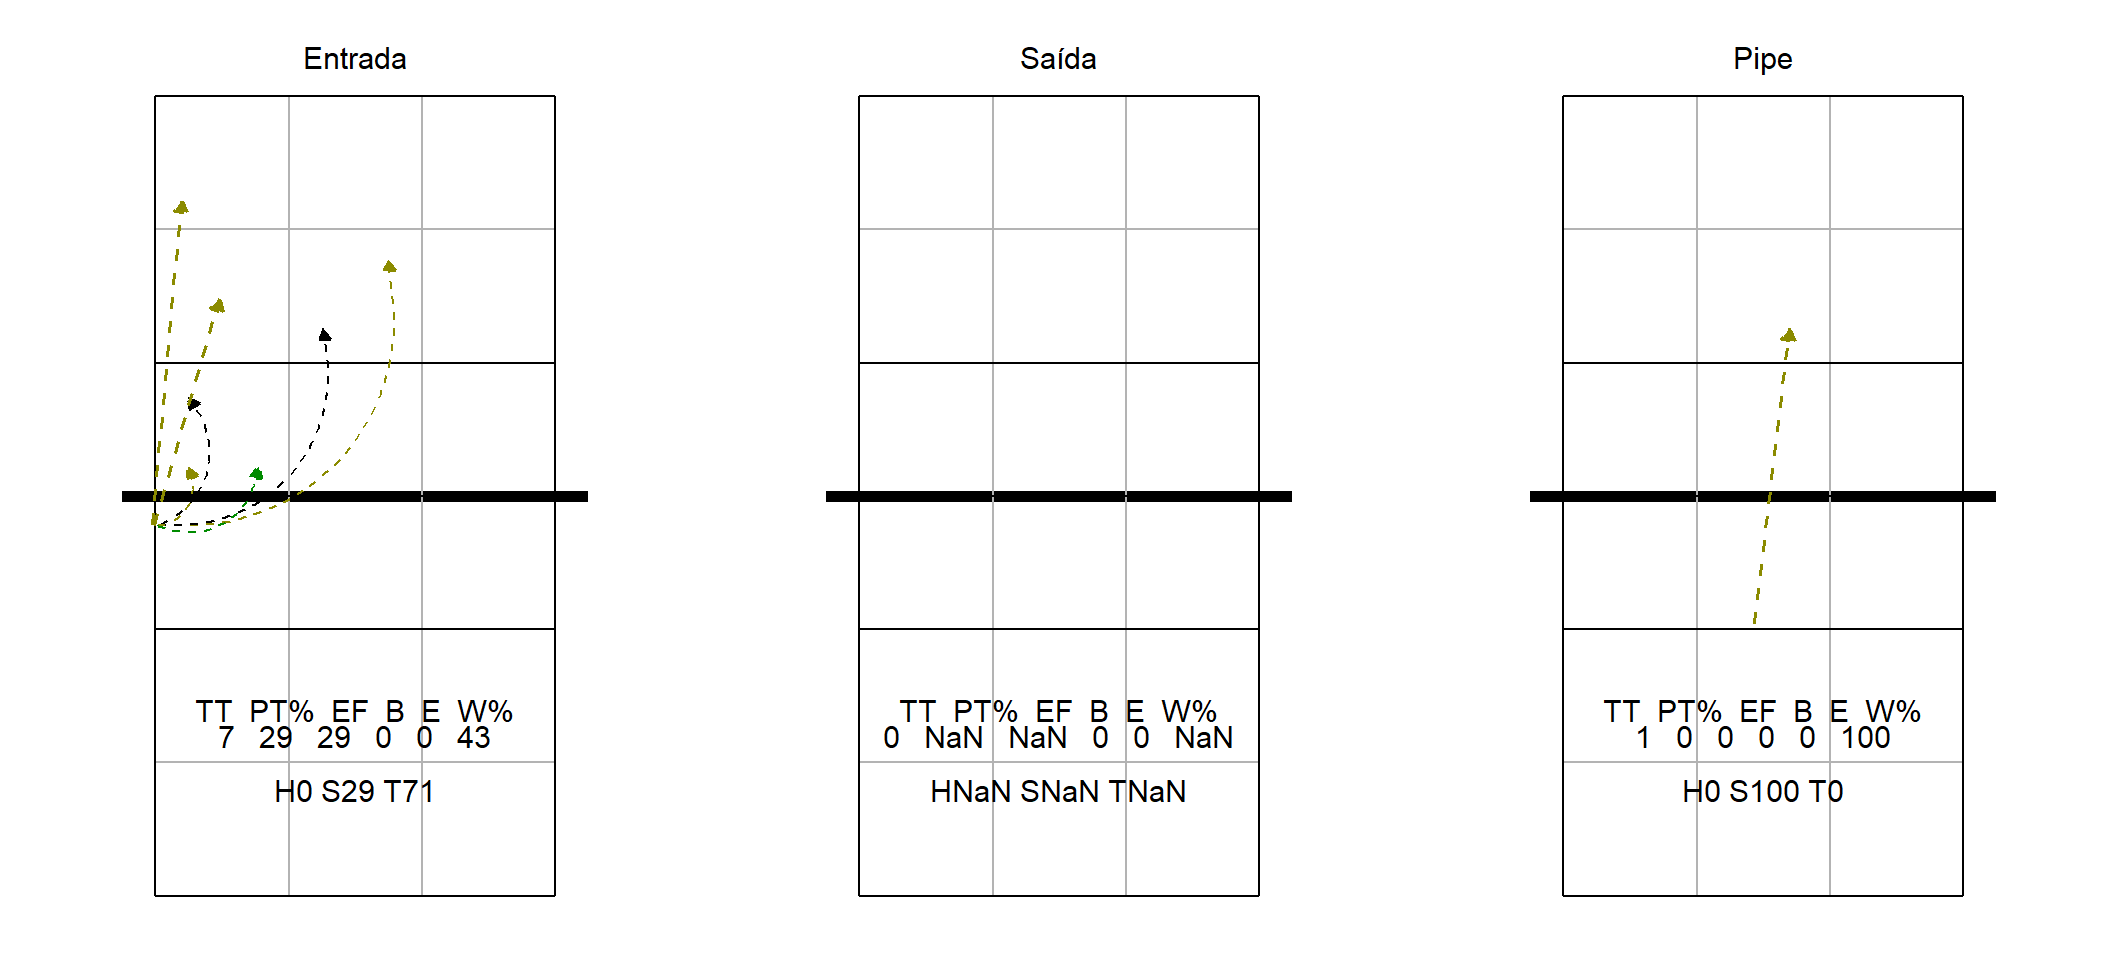 Entrada
TT PT% EF B E W%
7 29 29 0 0 43
H0 S29 T71
Saída
TT PT% EF B E W%
0 NaN NaN 0 0 NaN
HNaN SNaN TNaN
Pipe
TT PT% EF B E W%
1 0 0 0 0 100
H0 S100 T0